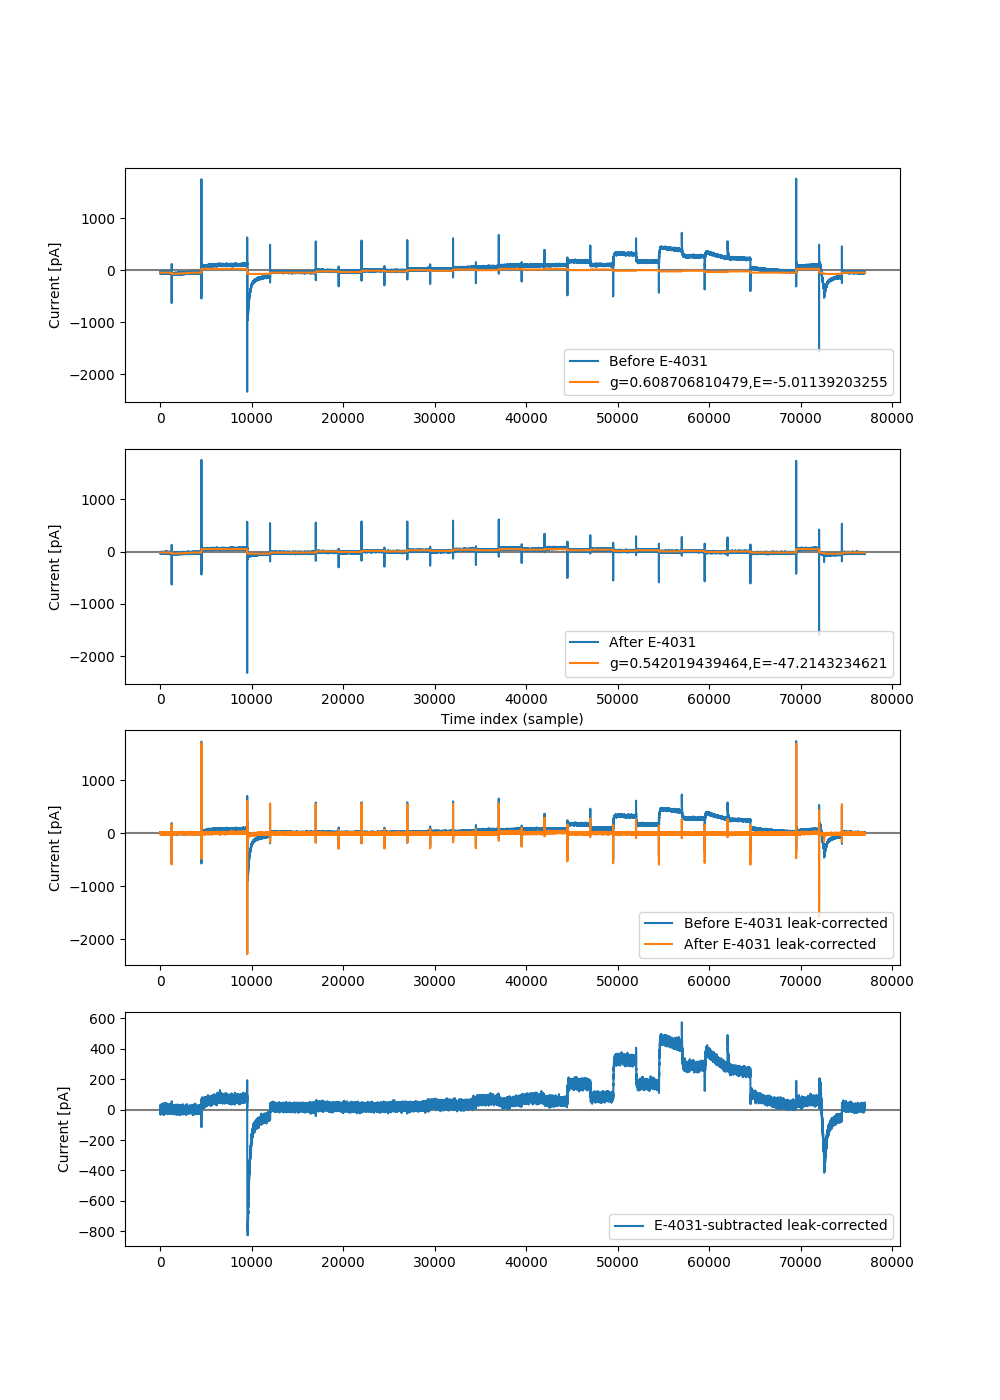 1000
0
−1000
−2000
Current [pA]
Before E-4031
g=0.608706810479,E=-5.01139203255
0 10000 20000 30000 40000 50000 60000 70000 80000
1000
0
−1000
−2000
Current [pA]
After E-4031
g=0.542019439464,E=-47.2143234621
0 10000 20000 30000 40000 50000 60000 70000 80000
Time index (sample)
1000
0
−1000
−2000
Current [pA]
Before E-4031 leak-corrected
After E-4031 leak-corrected
0 10000 20000 30000 40000 50000 60000 70000 80000
600
400
200
0
−200
−400
−600
−800
Current [pA]
E-4031-subtracted leak-corrected
0 10000 20000 30000 40000 50000 60000 70000 80000